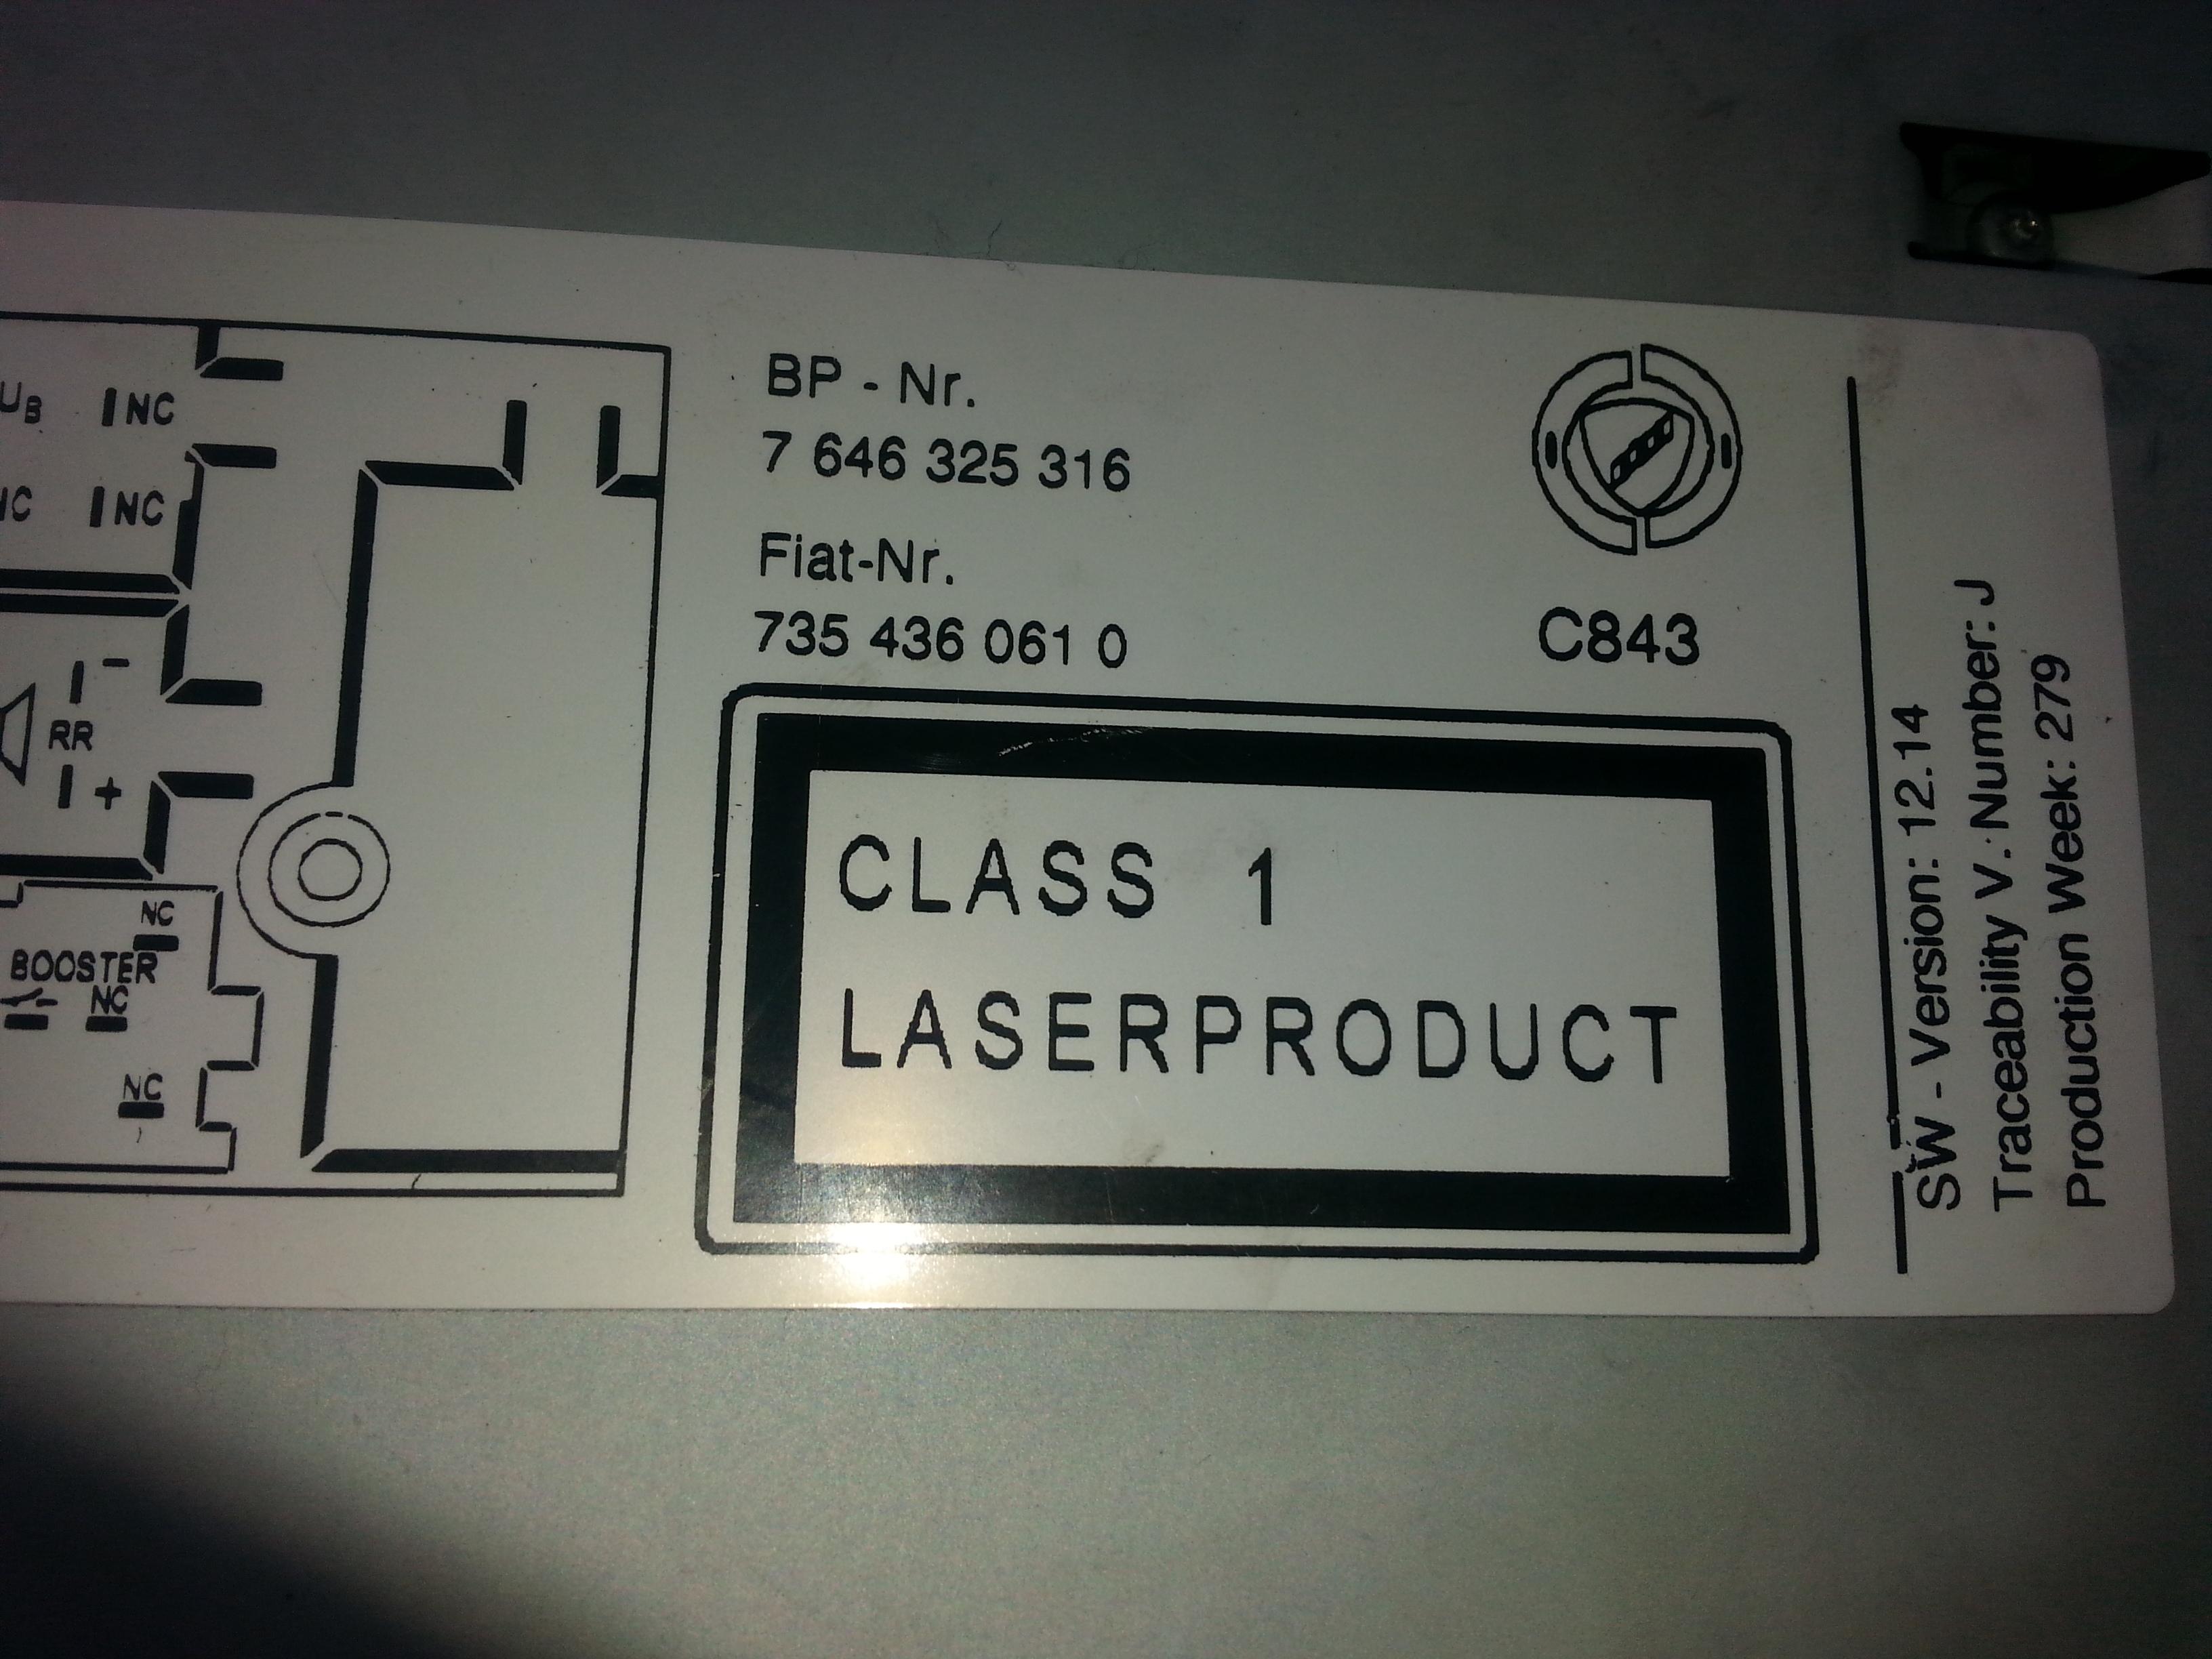 UB NC
NC NC
-
RR
+
NC
BOOSTER
NC
NC
BP - Nr.
7 646 325 316
Fiat-Nr.
735 436 061 0
C843
CLASS 1
LASERPRODUCT
SW - Version: 12.14
Traceability V. Number: J
Production Week: 279